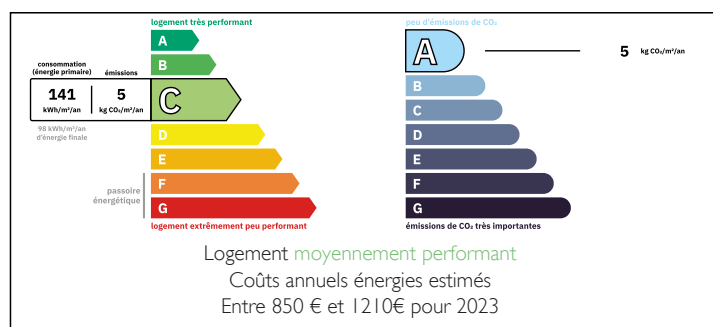 logement très performant
A
B
consommation
(énergie primaire)
émissions
141
kWh/m²/an
5
kg CO₂/m²/an
C
98 kWh/m²/an
d'énergie finale
D
E
F
G
passoire
énergétique
logement extrêmement peu performant
peu d'émissions de CO₂
A
5 kg CO₂/m²/an
B
C
D
E
F
G
émissions de CO₂ très importantes
Logement moyennement performant
Coûts annuels énergies estimés
Entre 850 € et 1210€ pour 2023